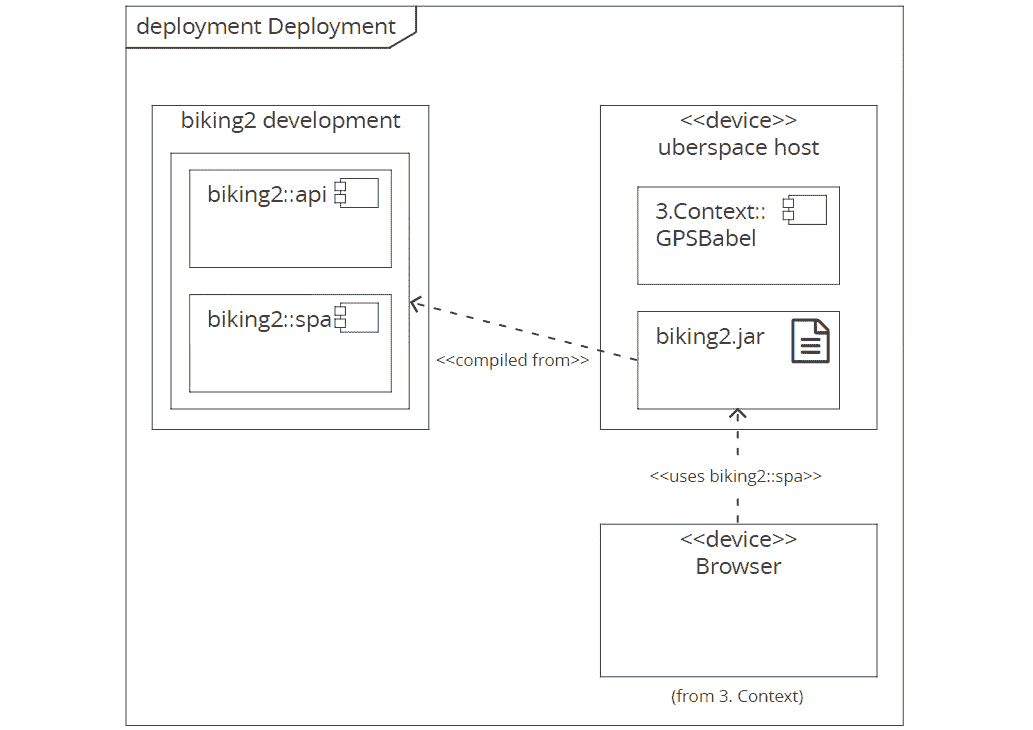 deployment Deployment
biking2 development
biking2::api
biking2::spa
<<compiled from>>
<<device>>
uberspace host
3.Context::
GPSBabel
biking2.jar
<<uses biking2::spa>>
<<device>>
Browser
(from 3. Context)